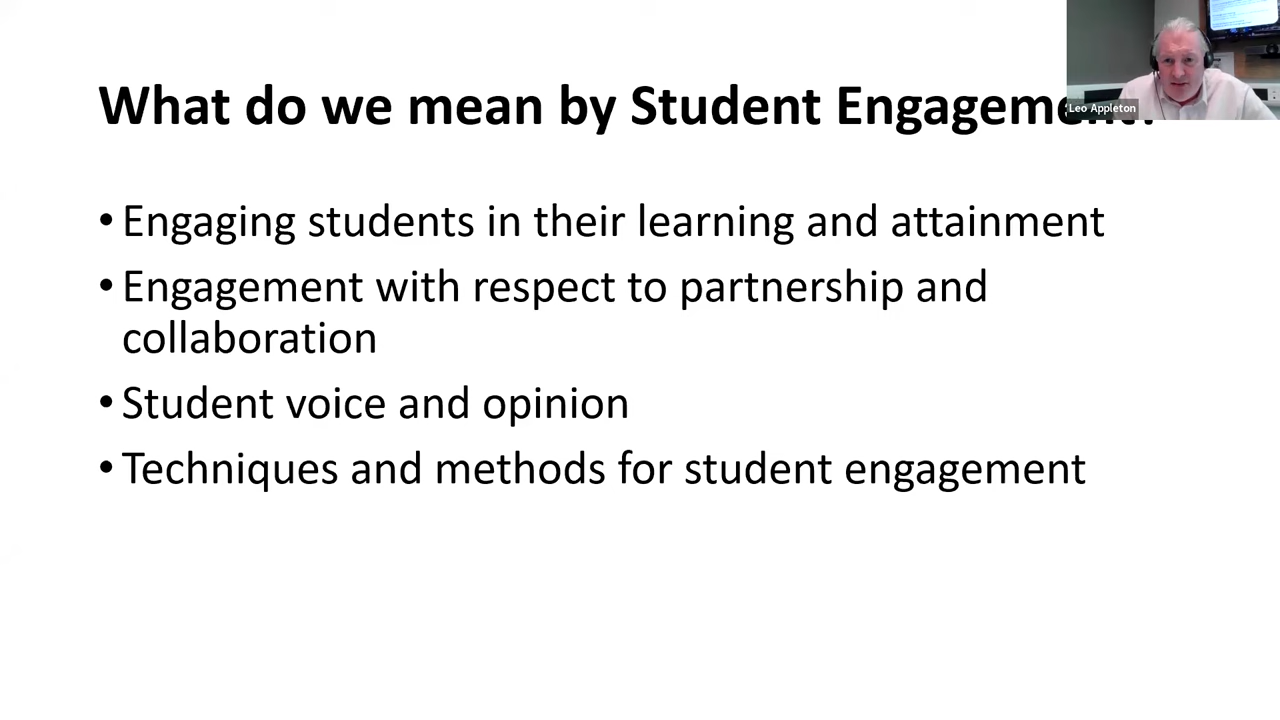 What do we mean by Student Engagement?
Leo Appleton
• Engaging students in their learning and attainment
• Engagement with respect to partnership and
collaboration
• Student voice and opinion
• Techniques and methods for student engagement